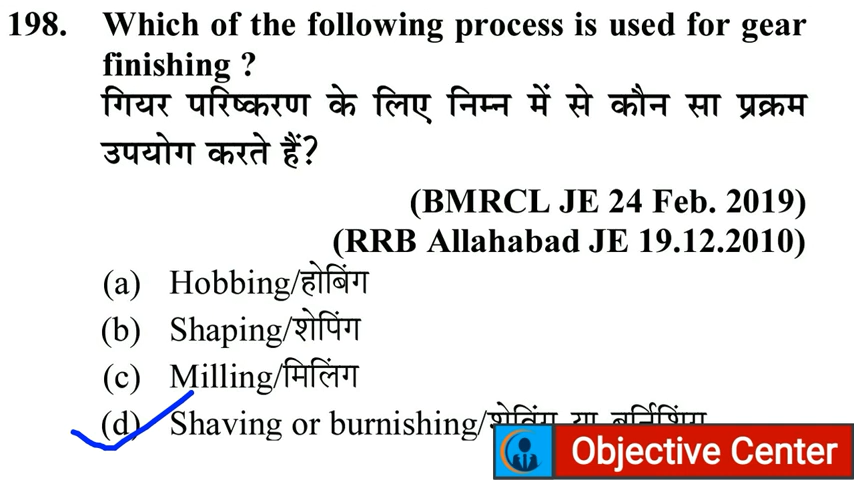 198. Which of the following process is used for gear
finishing ?
गियर परिष्करण के लिए निम्न में से कौन सा प्रक्रम
उपयोग करते हैं?
(BMRCL JE 24 Feb. 2019)
(RRB Allahabad JE 19.12.2010)
(a) Hobbing/होबिंग
(b) Shaping/शेपिंग
(c) Milling/मिलिंग
(d) Shaving or burnishing/शेविंग या बर्निशिंग
Objective Center